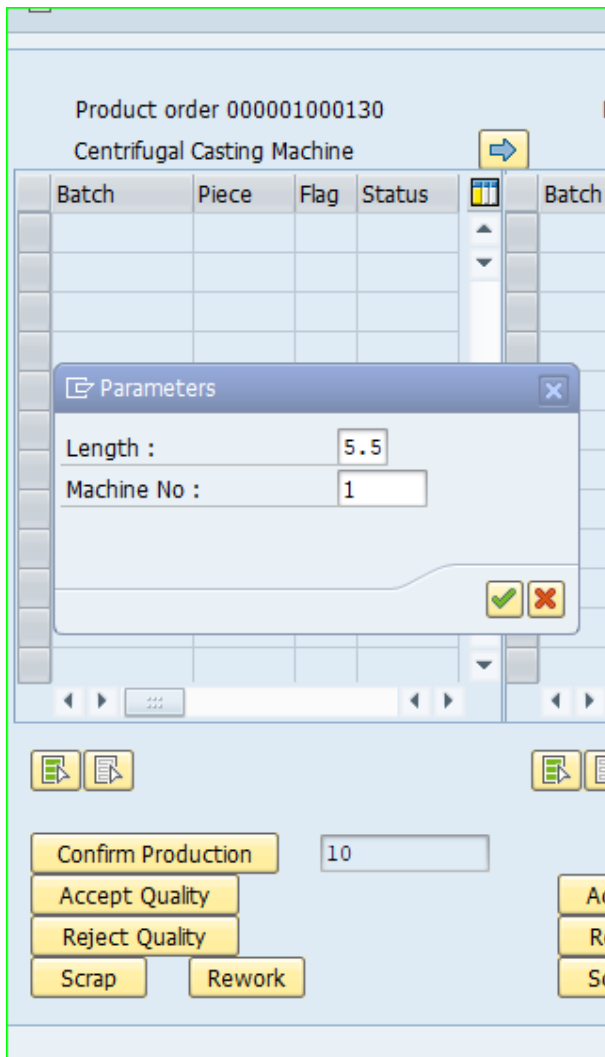 Product order 000001000130
Centrifugal Casting Machine
Batch Piece Flag Status Batch
Parameters
Length : 5.5
Machine No : 1
Confirm Production 10
Accept Quality
Reject Quality
Scrap Rework